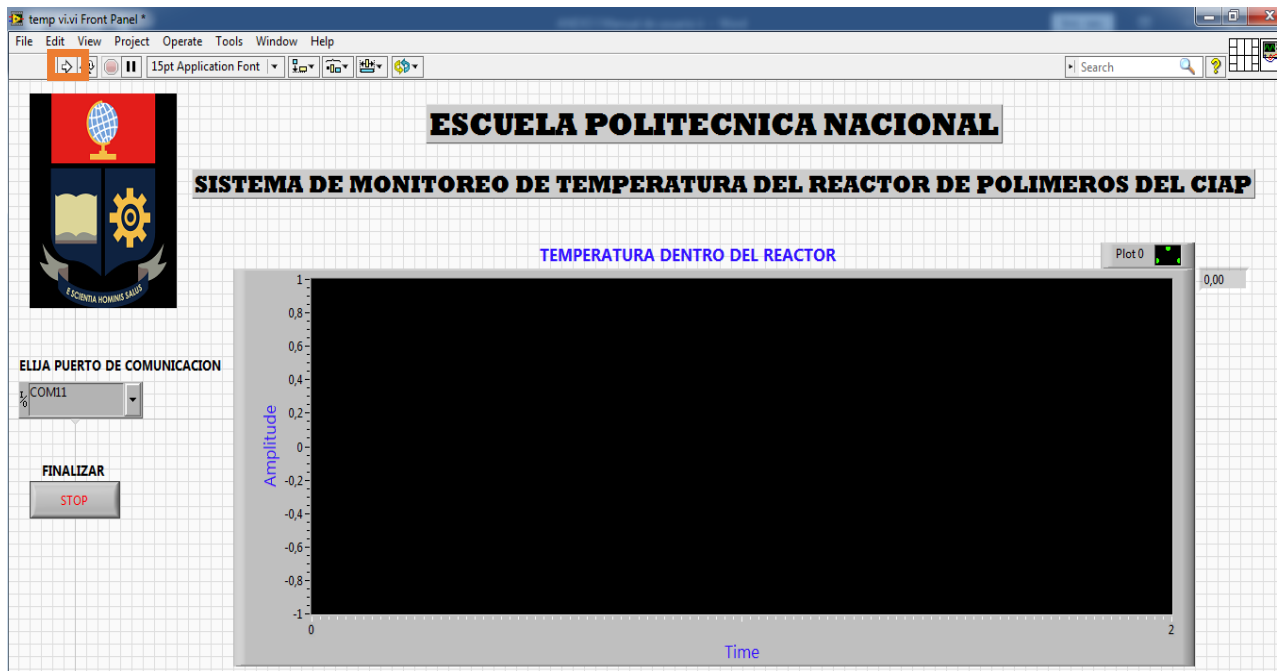 temp vi.vi Front Panel *
File Edit View Project Operate Tools Window Help
15pt Application Font
Search
ESCUELA POLITECNICA NACIONAL
SISTEMA DE MONITOREO DE TEMPERATURA DEL REACTOR DE POLIMEROS DEL CIAP
E SCIENTIA HOMINIS SALUS
TEMPERATURA DENTRO DEL REACTOR
Plot 0
0,00
ELIJA PUERTO DE COMUNICACION
I/O
COM11
FINALIZAR
STOP
Amplitude
1
0,8
0,6
0,4
0,2
0
-0,2
-0,4
-0,6
-0,8
-1
0
2
Time